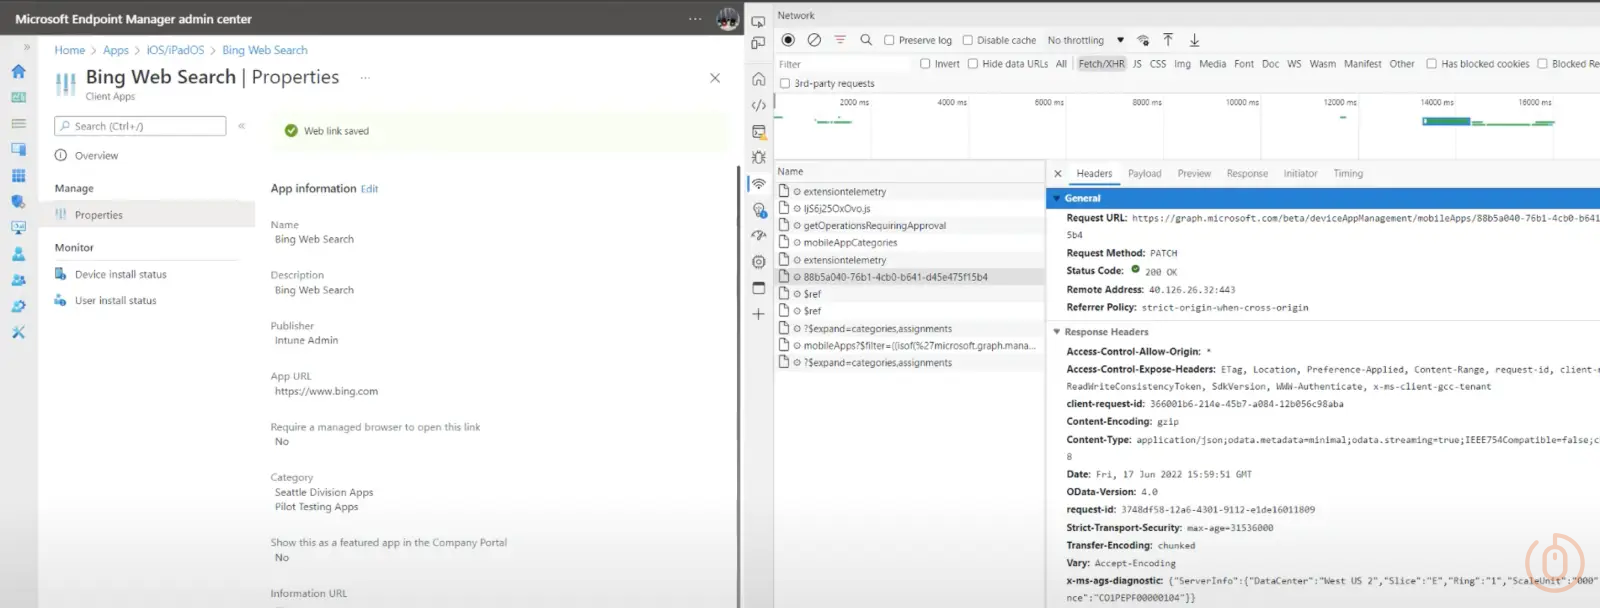 Microsoft Endpoint Manager admin center
Home > Apps > iOS/iPadOS > Bing Web Search
Bing Web Search | Properties
Client Apps
Search (Ctrl+/)
Overview
Manage
Properties
Monitor
Device install status
User install status
Web link saved
App information Edit
Name
Bing Web Search
Description
Bing Web Search
Publisher
Intune Admin
App URL
https://www.bing.com
Require a managed browser to open this link
No
Category
Seattle Division Apps
Pilot Testing Apps
Show this as a featured app in the Company Portal
No
Information URL
Network
Preserve log Disable cache No throttling
Filter Invert Hide data URLs All Fetch/XHR JS CSS Img Media Font Doc WS Wasm Manifest Other Has blocked cookies Blocked Re
3rd-party requests
2000 ms 4000 ms 6000 ms 8000 ms 10000 ms 12000 ms 14000 ms 16000 ms
Name
extensiontelemetry
IjS6j25OxOvo.js
getOperationsRequiringApproval
mobileAppCategories
extensiontelemetry
88b5a040-76b1-4cb0-b641-d45e475f15b4
$ref
$ref
?$expand=categories,assignments
mobileApps?$filter=((isof(%27microsoft.graph.mana...
?$expand=categories,assignments
Headers Payload Preview Response Initiator Timing
General
Request URL: https://graph.microsoft.com/beta/deviceAppManagement/mobileApps/88b5a040-76b1-4cb0-b641
5b4
Request Method: PATCH
Status Code: 200 OK
Remote Address: 40.126.26.32:443
Referrer Policy: strict-origin-when-cross-origin
Response Headers
Access-Control-Allow-Origin: *
Access-Control-Expose-Headers: ETag, Location, Preference-Applied, Content-Range, request-id, client-r
ReadWriteConsistencyToken, SdkVersion, WWW-Authenticate, x-ms-client-gcc-tenant
client-request-id: 366001b6-214e-45b7-a084-12b056c98aba
Content-Encoding: gzip
Content-Type: application/json;odata.metadata=minimal;odata.streaming=true;IEEE754Compatible=false;c
8
Date: Fri, 17 Jun 2022 15:59:51 GMT
OData-Version: 4.0
request-id: 3748df58-12a6-4301-9112-e1de16011809
Strict-Transport-Security: max-age=31536000
Transfer-Encoding: chunked
Vary: Accept-Encoding
x-ms-ags-diagnostic: {"ServerInfo":{"DataCenter":"West US 2","Slice":"E","Ring":"1","ScaleUnit":"000"
nce":"CO1PEPF00000104"}}